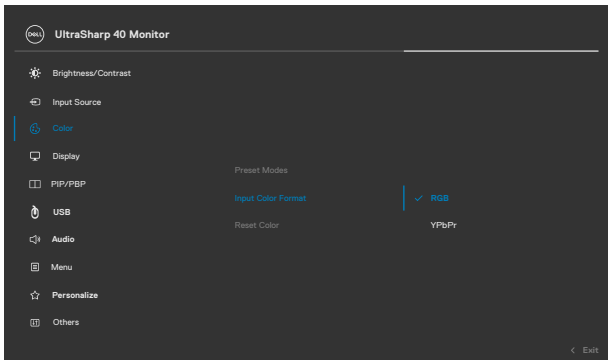 DELL UltraSharp 40 Monitor
Brightness/Contrast
Input Source
Color
Display
PIP/PBP
USB
Audio
Menu
Personalize
Others
Preset Modes
Input Color Format
Reset Color
RGB
YPbPr
Exit